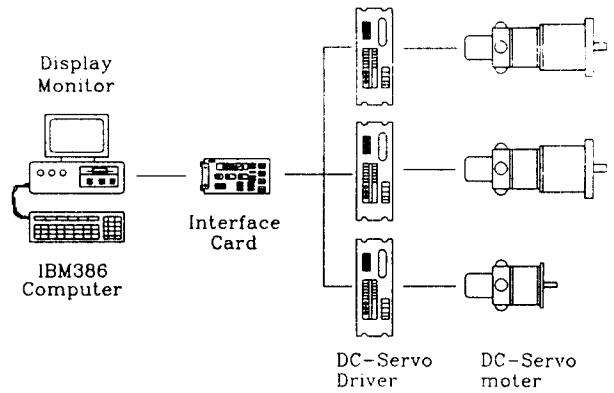 Display
Monitor
Interface
Card
IBM386
Computer
DC-Servo
Driver
DC-Servo
moter